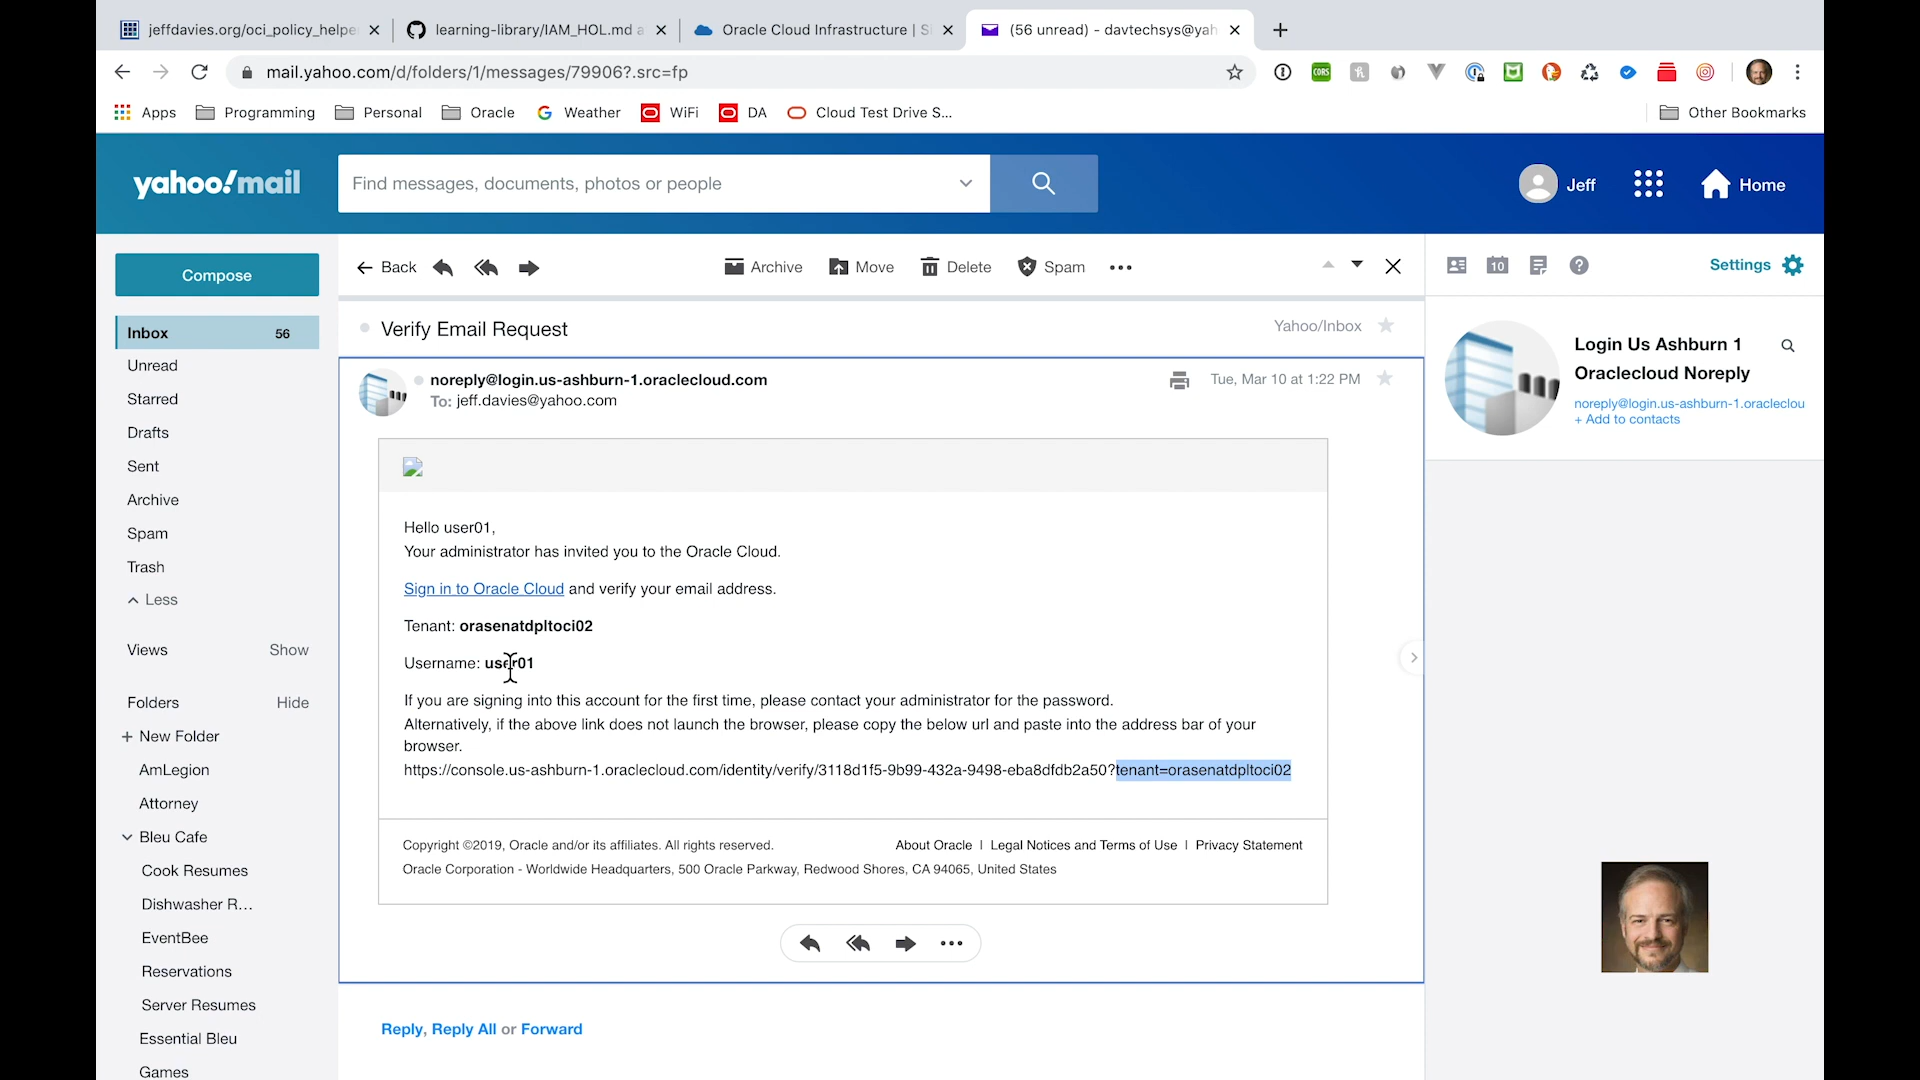 jeffdavies.org/oci_policy_helpe
learning-library/IAM_HOL.md a
Oracle Cloud Infrastructure | Si
(56 unread) - davtechsys@yah
mail.yahoo.com/d/folders/1/messages/79906?.src=fp
CORS
Apps
Programming
Personal
Oracle
Weather
WiFi
DA
Cloud Test Drive S...
Other Bookmarks
yahoo!mail
Find messages, documents, photos or people
Jeff
Home
Compose
Back
Archive
Move
Delete
Spam
10
Settings
Inbox 56
Unread
Starred
Drafts
Sent
Archive
Spam
Trash
Less
Views Show
Folders Hide
+ New Folder
AmLegion
Attorney
Bleu Cafe
Cook Resumes
Dishwasher R...
EventBee
Reservations
Server Resumes
Essential Bleu
Games
Verify Email Request
Yahoo/Inbox
noreply@login.us-ashburn-1.oraclecloud.com
Tue, Mar 10 at 1:22 PM
To: jeff.davies@yahoo.com
Hello user01,
Your administrator has invited you to the Oracle Cloud.
Sign in to Oracle Cloud and verify your email address.
Tenant: orasenatdpltoci02
Username: user01
If you are signing into this account for the first time, please contact your administrator for the password.
Alternatively, if the above link does not launch the browser, please copy the below url and paste into the address bar of your
browser.
https://console.us-ashburn-1.oraclecloud.com/identity/verify/3118d1f5-9b99-432a-9498-eba8dfdb2a50?tenant=orasenatdpltoci02
Copyright ©2019, Oracle and/or its affiliates. All rights reserved.
About Oracle | Legal Notices and Terms of Use | Privacy Statement
Oracle Corporation - Worldwide Headquarters, 500 Oracle Parkway, Redwood Shores, CA 94065, United States
Reply, Reply All or Forward
Login Us Ashburn 1
Oraclecloud Noreply
noreply@login.us-ashburn-1.oracleclou
+ Add to contacts